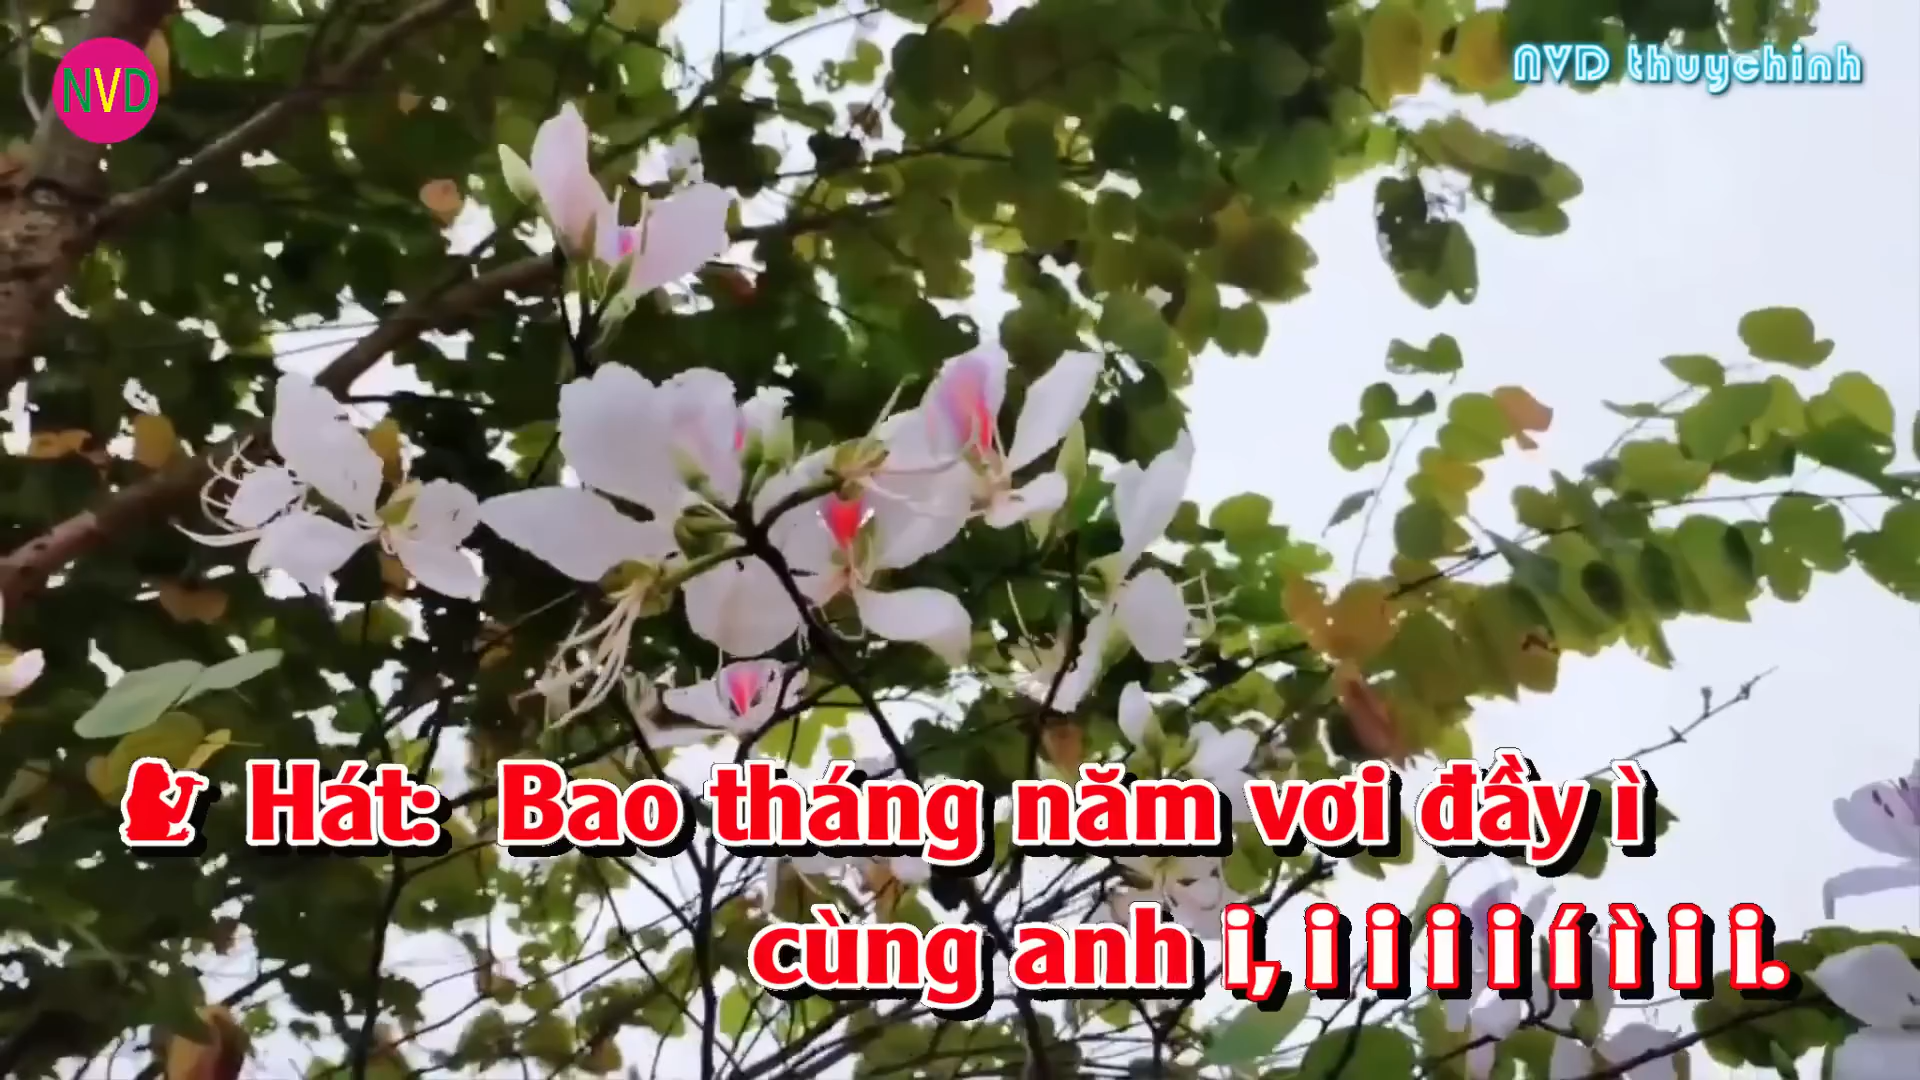 NVD
NVD thuychinh
Hát: Bao tháng năm vơi đầy ì
cùng anh i, i i i i í ì i i.